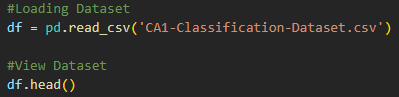 #Loading Dataset
df = pd.read_csv('CA1-Classification-Dataset.csv')
#View Dataset
df.head()